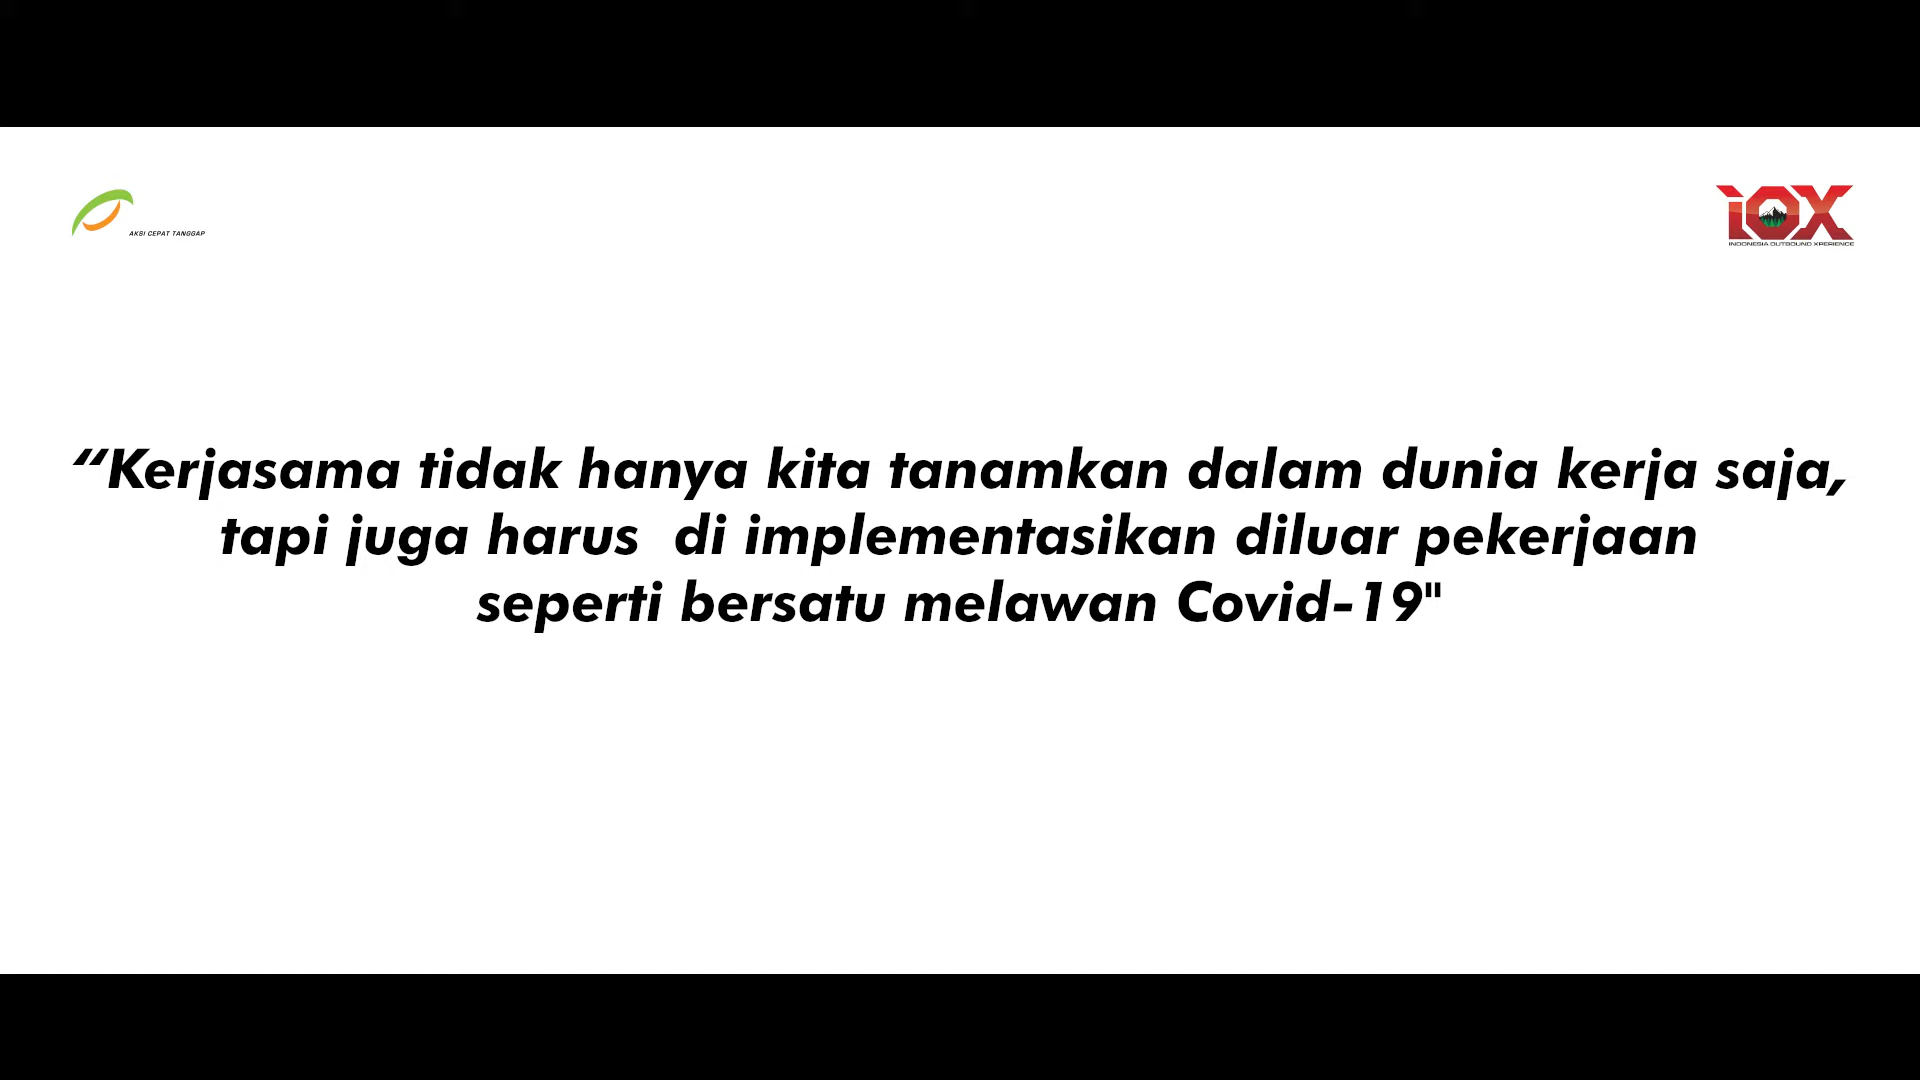 AKSI CEPAT TANGGAP
iOX
INDONESIA OUTBOUND XPERIENCE
“Kerjasama tidak hanya kita tanamkan dalam dunia kerja saja,
tapi juga harus  di implementasikan diluar pekerjaan
seperti bersatu melawan Covid-19"